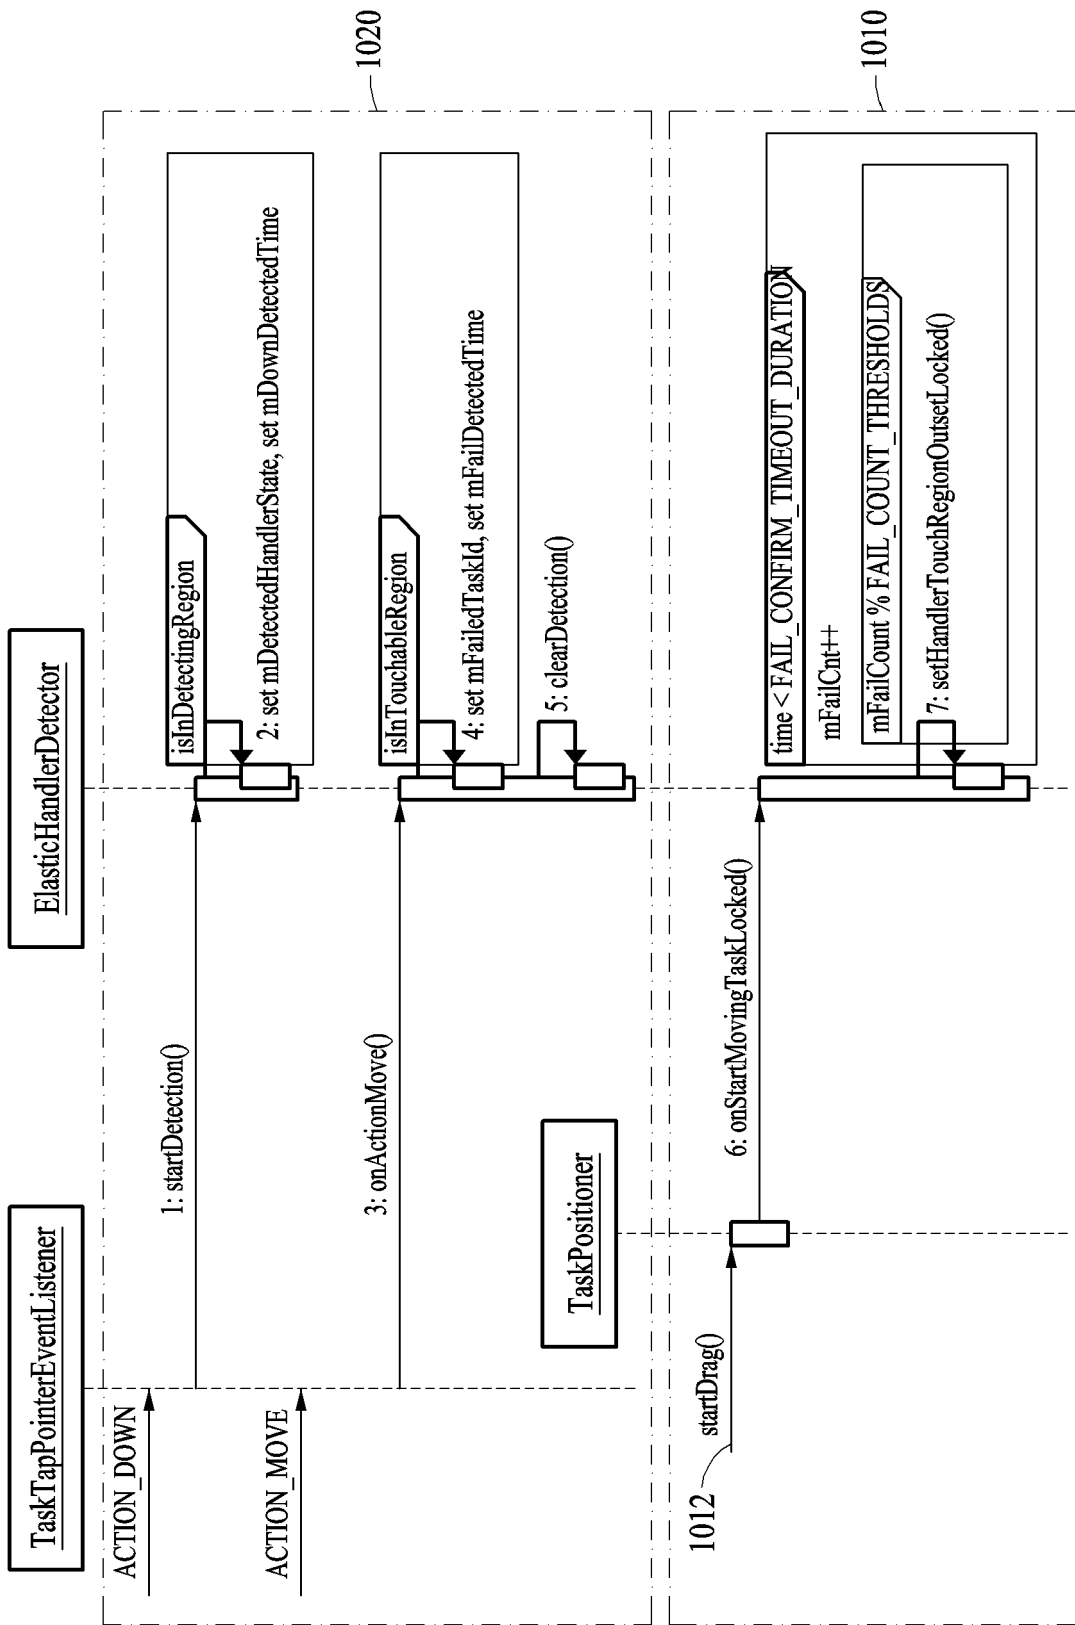 TaskTapPointerEventListener
ElasticHandlerDetector
1020
ACTION_DOWN
1: startDetection()
isInDetectingRegion
2: set mDetectedHandlerState, set mDownDetectedTime
ACTION_MOVE
3: onActionMove()
isInTouchableRegion
4: set mFailedTaskId, set mFailDetectedTime
5: clearDetection()
TaskPositioner
1010
1012
startDrag()
6: onStartMovingTaskLocked()
time < FAIL_CONFIRM_TIMEOUT_DURATION
mFailCnt++
mFailCount % FAIL_COUNT_THRESHOLDS
7: setHandlerTouchRegionOutsetLocked()